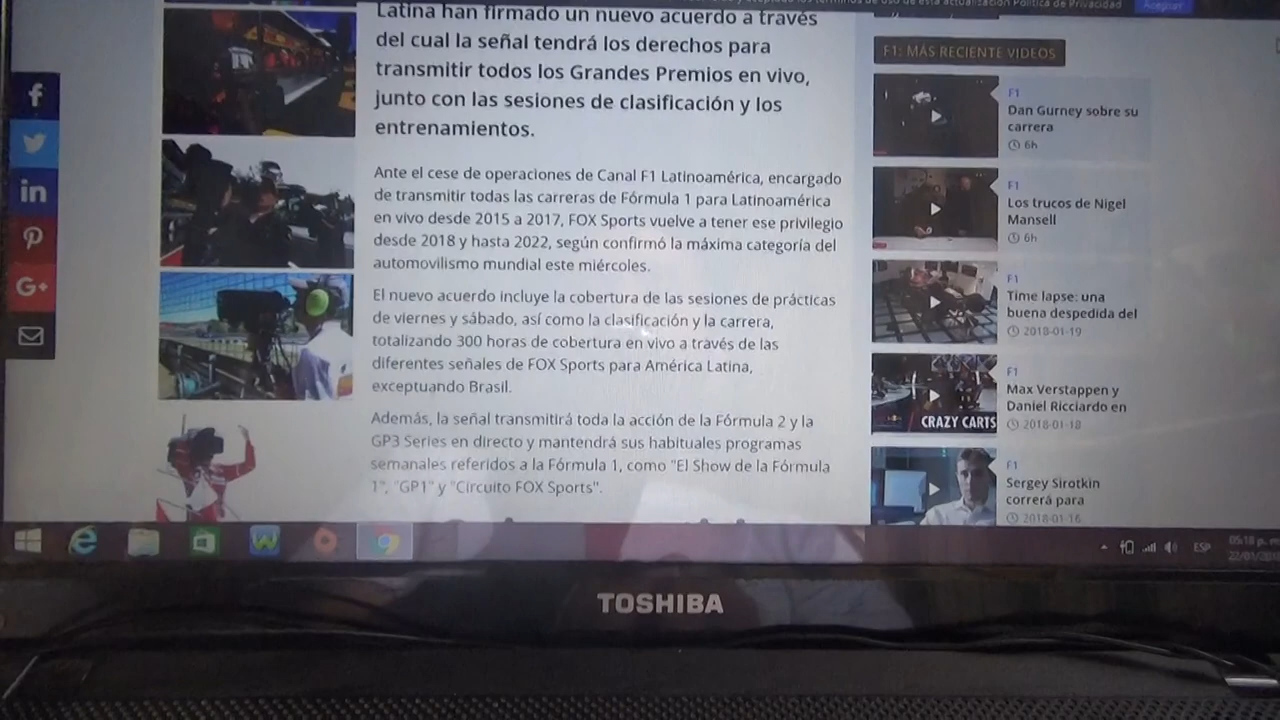 Política de Privacidad
Aceptar
Latina han firmado un nuevo acuerdo a través
del cual la señal tendrá los derechos para
transmitir todos los Grandes Premios en vivo,
junto con las sesiones de clasificación y los
entrenamientos.
Ante el cese de operaciones de Canal F1 Latinoamérica, encargado
de transmitir todas las carreras de Fórmula 1 para Latinoamérica
en vivo desde 2015 a 2017, FOX Sports vuelve a tener ese privilegio
desde 2018 y hasta 2022, según confirmó la máxima categoría del
automovilismo mundial este miércoles.
El nuevo acuerdo incluye la cobertura de las sesiones de prácticas
de viernes y sábado, así como la clasificación y la carrera,
totalizando 300 horas de cobertura en vivo a través de las
diferentes señales de FOX Sports para América Latina,
exceptuando Brasil.
Además, la señal transmitirá toda la acción de la Fórmula 2 y la
GP3 Series en directo y mantendrá sus habituales programas
semanales referidos a la Fórmula 1, como "El Show de la Fórmula
1", "GP1" y "Circuito FOX Sports".
F1: MÁS RECIENTE VIDEOS
F1
Dan Gurney sobre su
carrera
6h
F1
Los trucos de Nigel
Mansell
6h
F1
Time lapse: una
buena despedida del
2018-01-19
F1
Max Verstappen y
Daniel Ricciardo en
2018-01-18
CRAZY CARTS
F1
Sergey Sirotkin
correrá para
2018-01-16
f
in
G+
ESP
05:18 p.
TOSHIBA